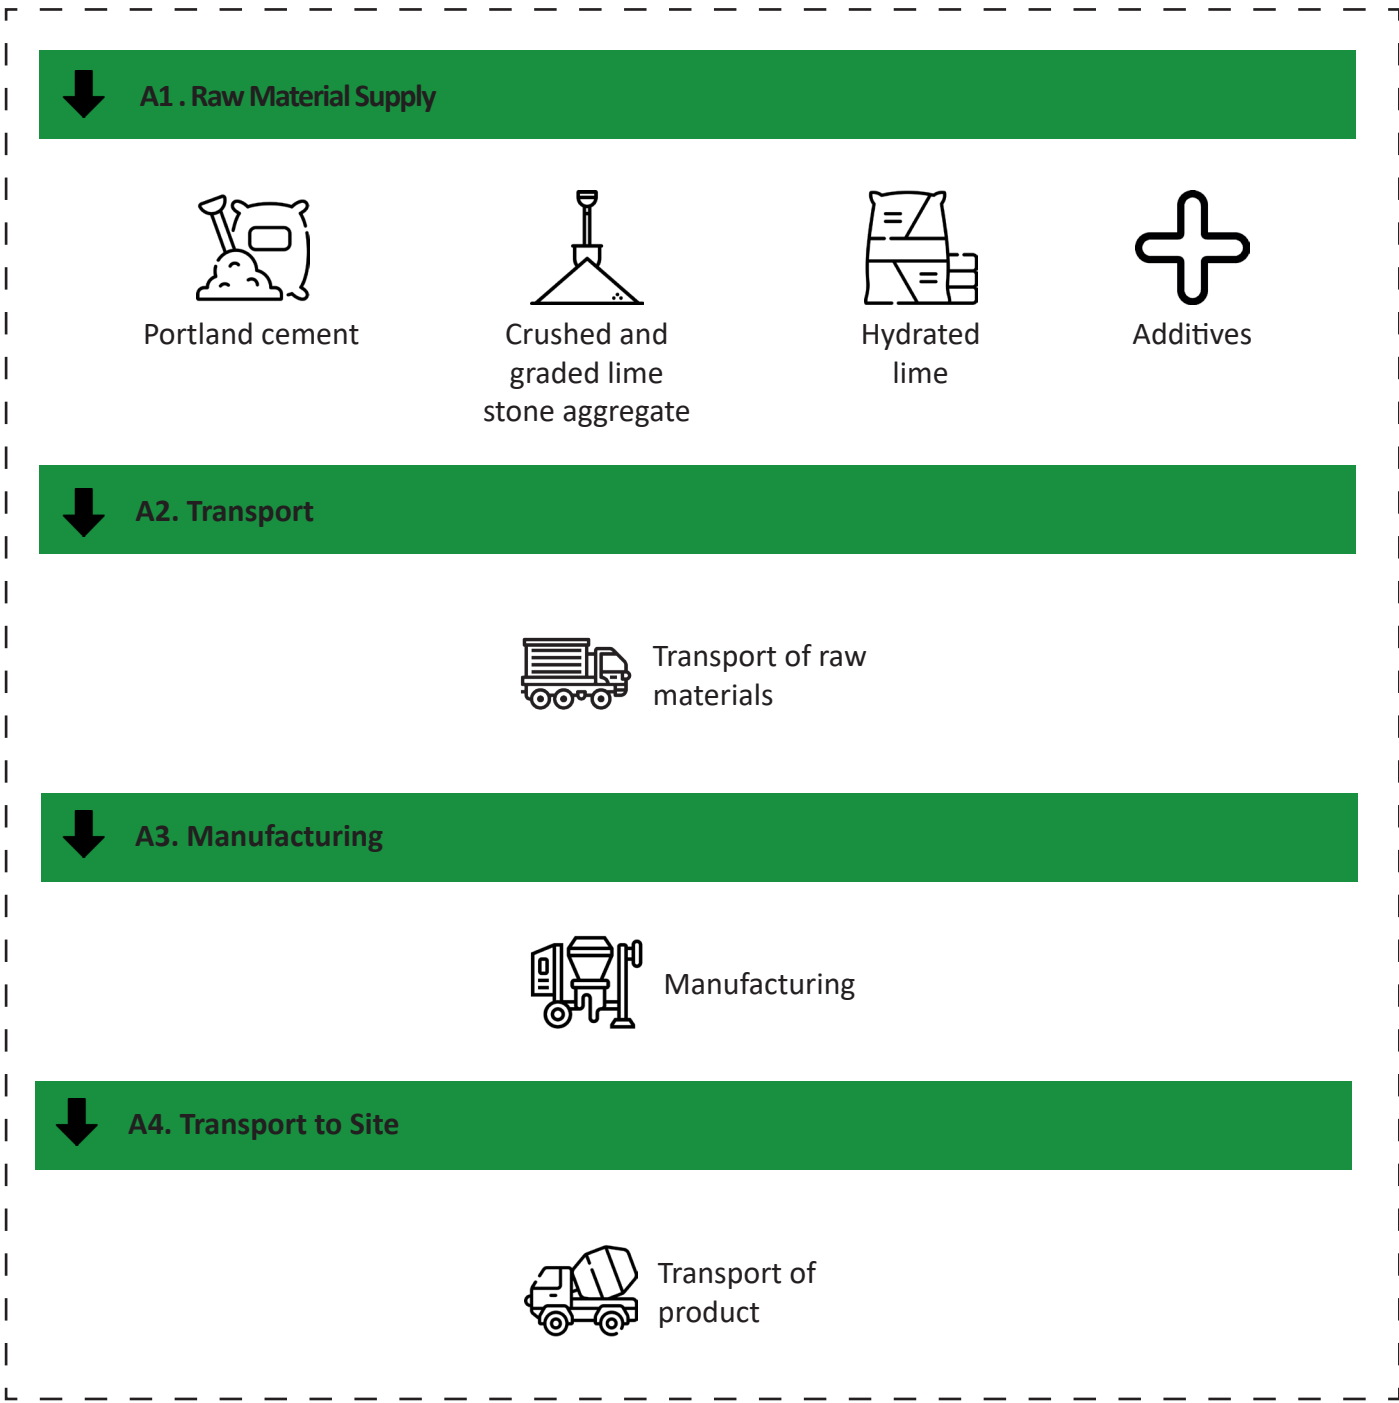 A1 . Raw Material Supply
Portland cement
Crushed and
graded lime
stone aggregate
Hydrated
lime
Additives
A2. Transport
Transport of raw
materials
A3. Manufacturing
Manufacturing
A4. Transport to Site
Transport of
product